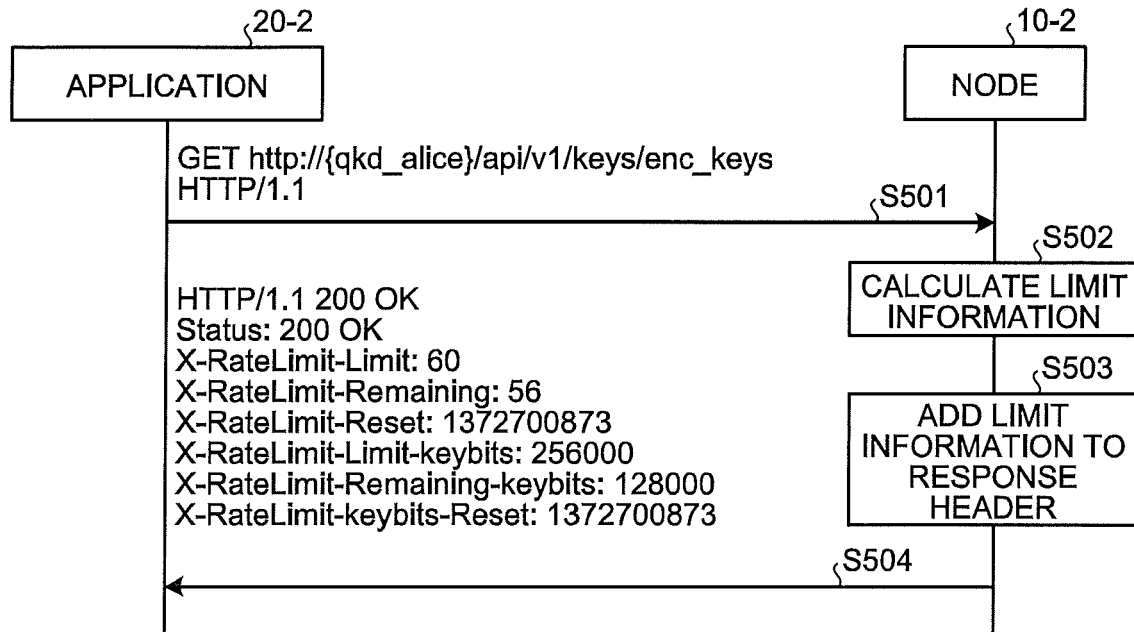 20-2
10-2
APPLICATION
NODE
GET http://{qkd_alice}/api/v1/keys/enc_keys
HTTP/1.1
S501
S502
CALCULATE LIMIT
INFORMATION
HTTP/1.1 200 OK
Status: 200 OK
X-RateLimit-Limit: 60
X-RateLimit-Remaining: 56
X-RateLimit-Reset: 1372700873
X-RateLimit-Limit-keybits: 256000
X-RateLimit-Remaining-keybits: 128000
X-RateLimit-keybits-Reset: 1372700873
S503
ADD LIMIT
INFORMATION TO
RESPONSE
HEADER
S504